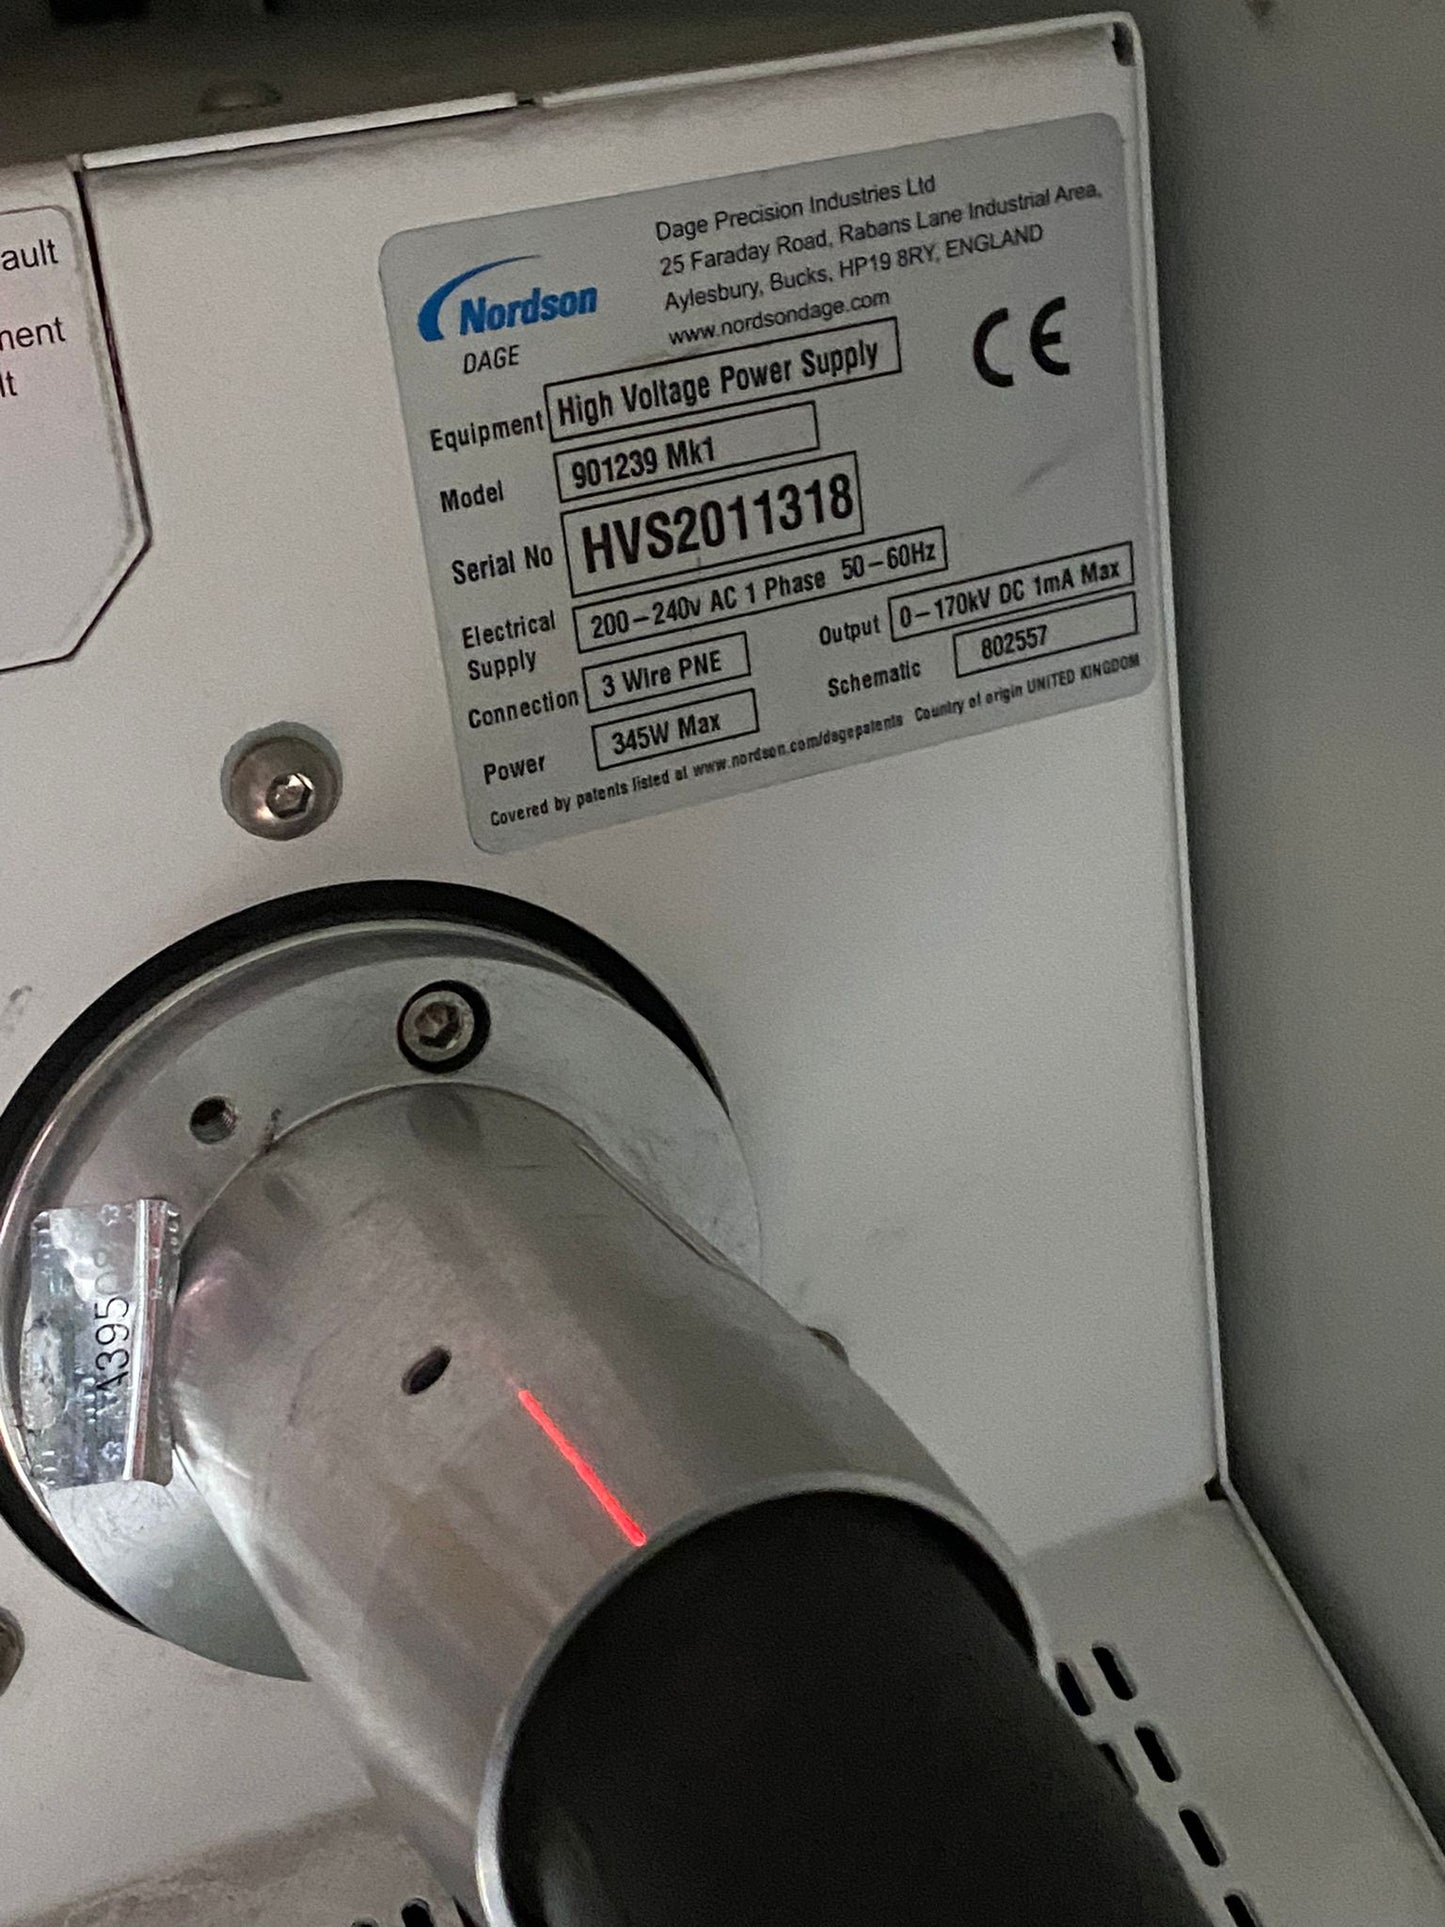 ault
ment
lt
Nordson
DAGE
Dage Precision Industries Ltd
25 Faraday Road, Rabans Lane Industrial Area,
Aylesbury, Bucks, HP19 8RY, ENGLAND
www.nordsondage.com
CE
Equipment High Voltage Power Supply
Model 901239 Mk1
Serial No HVS2011318
Electrical Supply 200-240v AC 1 Phase 50-60Hz
Output 0-170kV DC 1mA Max
Connection 3 Wire PNE
Schematic 802557
Power 345W Max
Covered by patents listed at www.nordson.com/dagepatents Country of origin UNITED KINGDOM